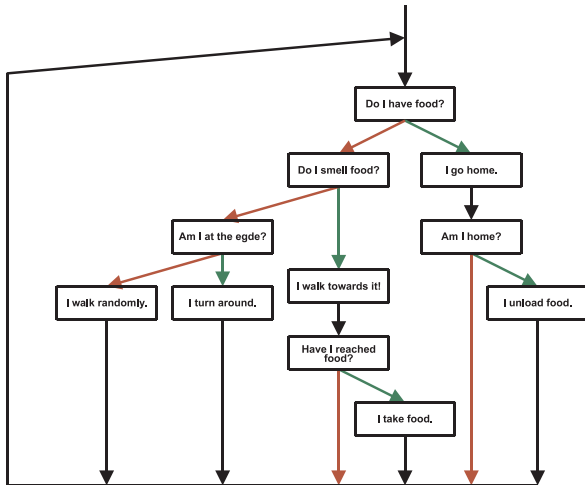 Do I have food?
Do I smell food?
I go home.
Am I at the egde?
Am I home?
I walk randomly.
I turn around.
I walk towards it!
I unload food.
Have I reached
food?
I take food.